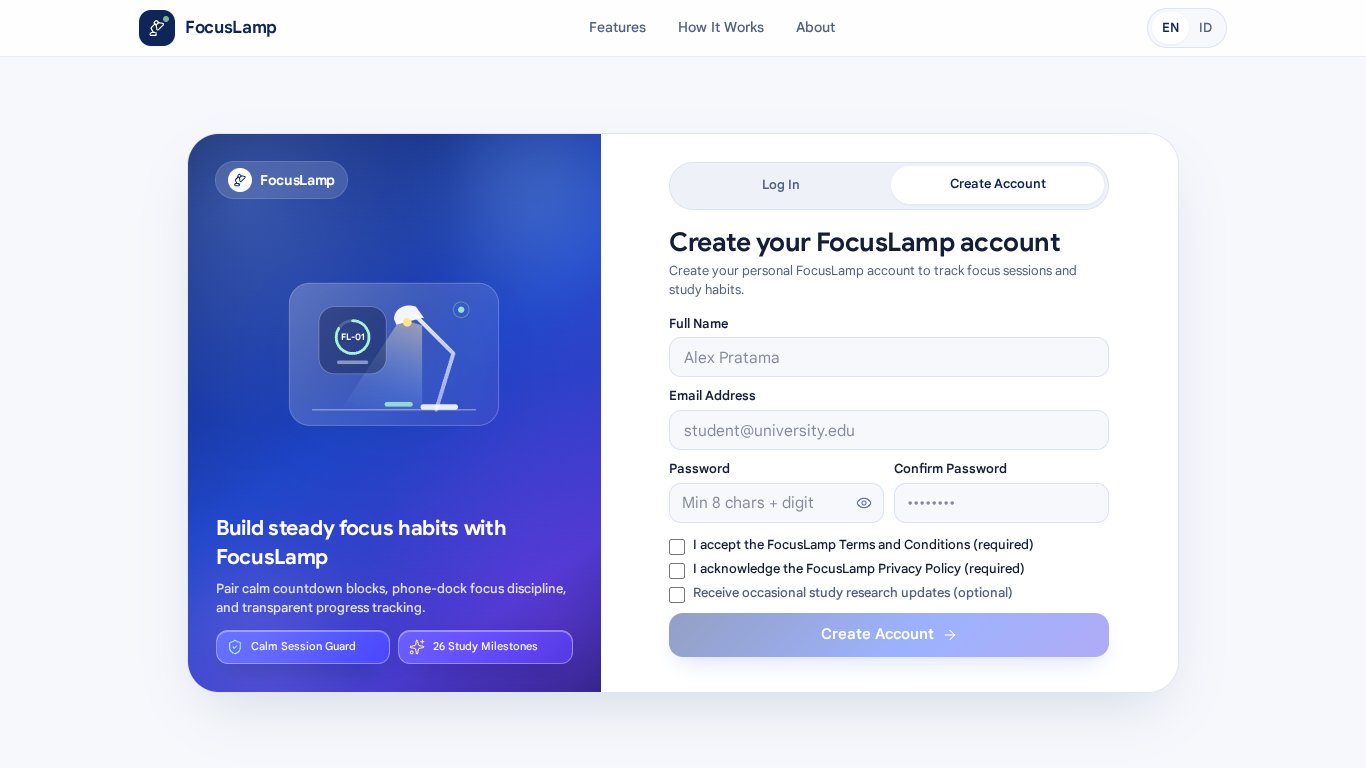 FocusLamp
Features
How It Works
About
EN
ID
FocusLamp
FL-01
Build steady focus habits with
FocusLamp
Pair calm countdown blocks, phone-dock focus discipline,
and transparent progress tracking.
Calm Session Guard
26 Study Milestones
Log In
Create Account
Create your FocusLamp account
Create your personal FocusLamp account to track focus sessions and
study habits.
Full Name
Alex Pratama
Email Address
student@university.edu
Password
Confirm Password
Min 8 chars + digit
••••••••
I accept the FocusLamp Terms and Conditions (required)
I acknowledge the FocusLamp Privacy Policy (required)
Receive occasional study research updates (optional)
Create Account →